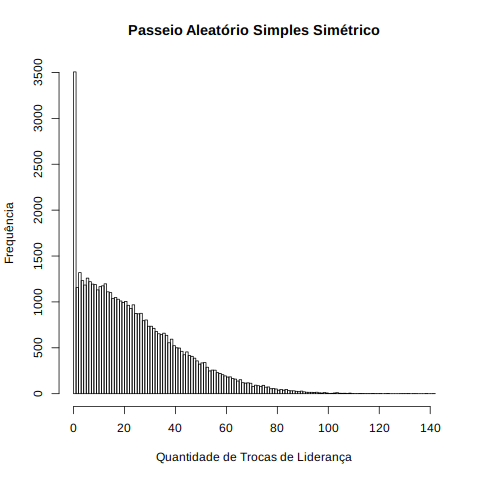 Passeio Aleatório Simples Simétrico
Frequência
3500
3000
2500
2000
1500
1000
500
0
0 20 40 60 80 100 120 140
Quantidade de Trocas de Liderança